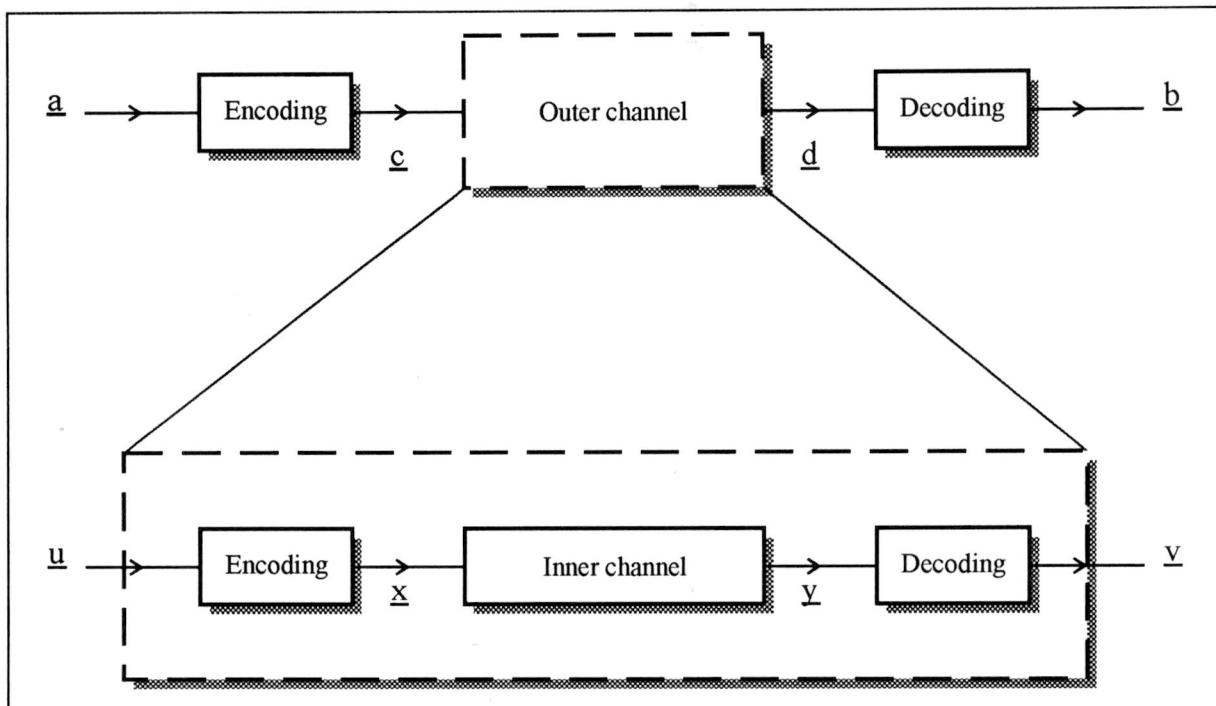 a Encoding c Outer channel d Decoding b
u Encoding x Inner channel y Decoding v